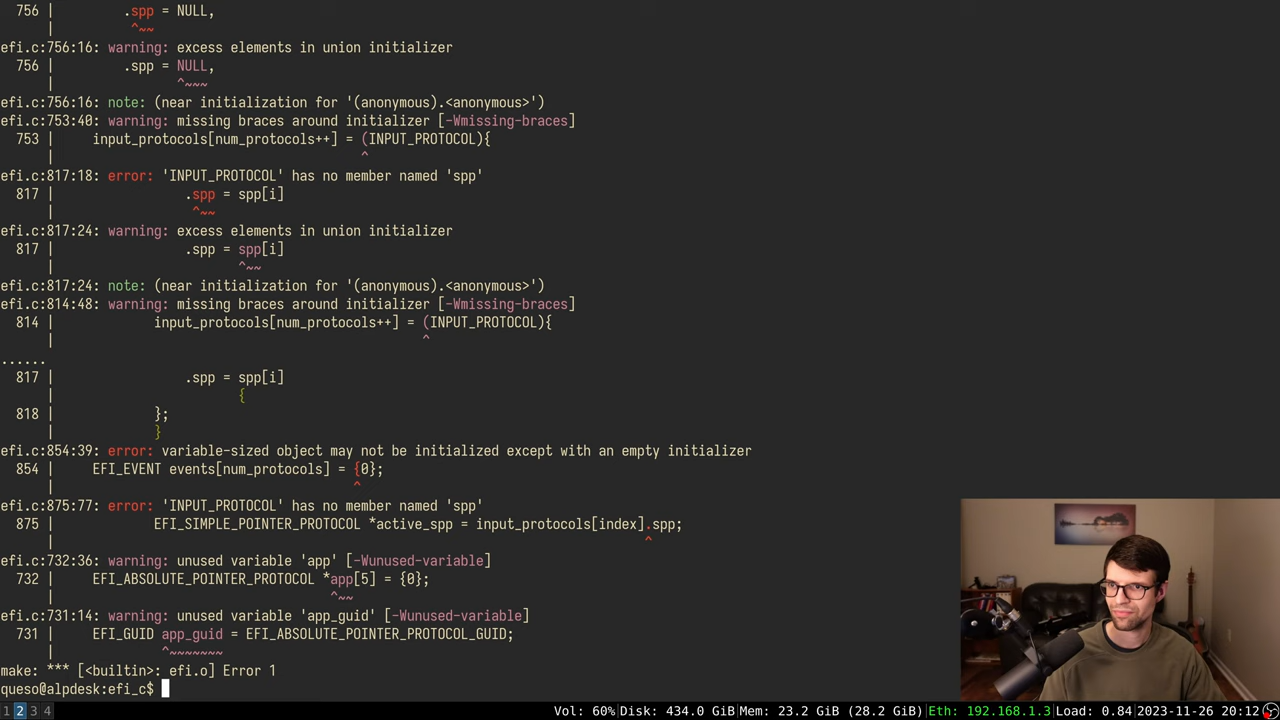 756 |         .spp = NULL,
|          ^~~
efi.c:756:16: warning: excess elements in union initializer
756 |         .spp = NULL,
|                ^~~~
efi.c:756:16: note: (near initialization for '(anonymous).<anonymous>')
efi.c:753:40: warning: missing braces around initializer [-Wmissing-braces]
753 |     input_protocols[num_protocols++] = (INPUT_PROTOCOL){
|                                        ^
efi.c:817:18: error: 'INPUT_PROTOCOL' has no member named 'spp'
817 |                 .spp = spp[i]
|                  ^~~
efi.c:817:24: warning: excess elements in union initializer
817 |                 .spp = spp[i]
|                        ^~~
efi.c:817:24: note: (near initialization for '(anonymous).<anonymous>')
efi.c:814:48: warning: missing braces around initializer [-Wmissing-braces]
814 |             input_protocols[num_protocols++] = (INPUT_PROTOCOL){
|                                                ^
......
817 |                 .spp = spp[i]
|                        {
818 |             };
|             }
efi.c:854:39: error: variable-sized object may not be initialized except with an empty initializer
854 |     EFI_EVENT events[num_protocols] = {0};
|                                       ^
efi.c:875:77: error: 'INPUT_PROTOCOL' has no member named 'spp'
875 |             EFI_SIMPLE_POINTER_PROTOCOL *active_spp = input_protocols[index].spp;
|                                                                             ^
efi.c:732:36: warning: unused variable 'app' [-Wunused-variable]
732 |     EFI_ABSOLUTE_POINTER_PROTOCOL *app[5] = {0};
|                                    ^~~
efi.c:731:14: warning: unused variable 'app_guid' [-Wunused-variable]
731 |     EFI_GUID app_guid = EFI_ABSOLUTE_POINTER_PROTOCOL_GUID;
|              ^~~~~~~~
make: *** [<builtin>: efi.o] Error 1
queso@alpdesk:efi_c$
1 2 3 4 Vol: 60%|Disk: 434.0 GiB|Mem: 23.2 GiB (28.2 GiB)|Eth: 192.168.1.3|Load: 0.84|2023-11-26 20:12